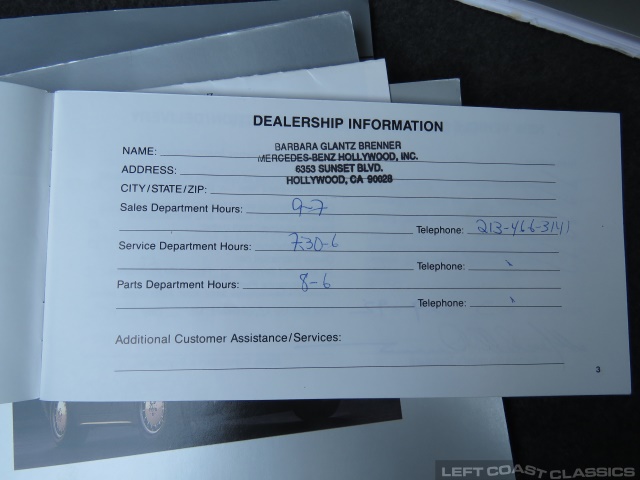 DEALERSHIP INFORMATION
BARBARA GLANTZ BRENNER
NAME: MERCEDES-BENZ HOLLYWOOD, INC.
ADDRESS: 6353 SUNSET BLVD.
CITY/STATE/ZIP: HOLLYWOOD, CA 90028
Sales Department Hours: 9-7
Telephone: 213-466-3141
Service Department Hours: 730-6
Telephone:
Parts Department Hours: 8-6
Telephone:
Additional Customer Assistance/Services:
3
LEFT COAST CLASSICS